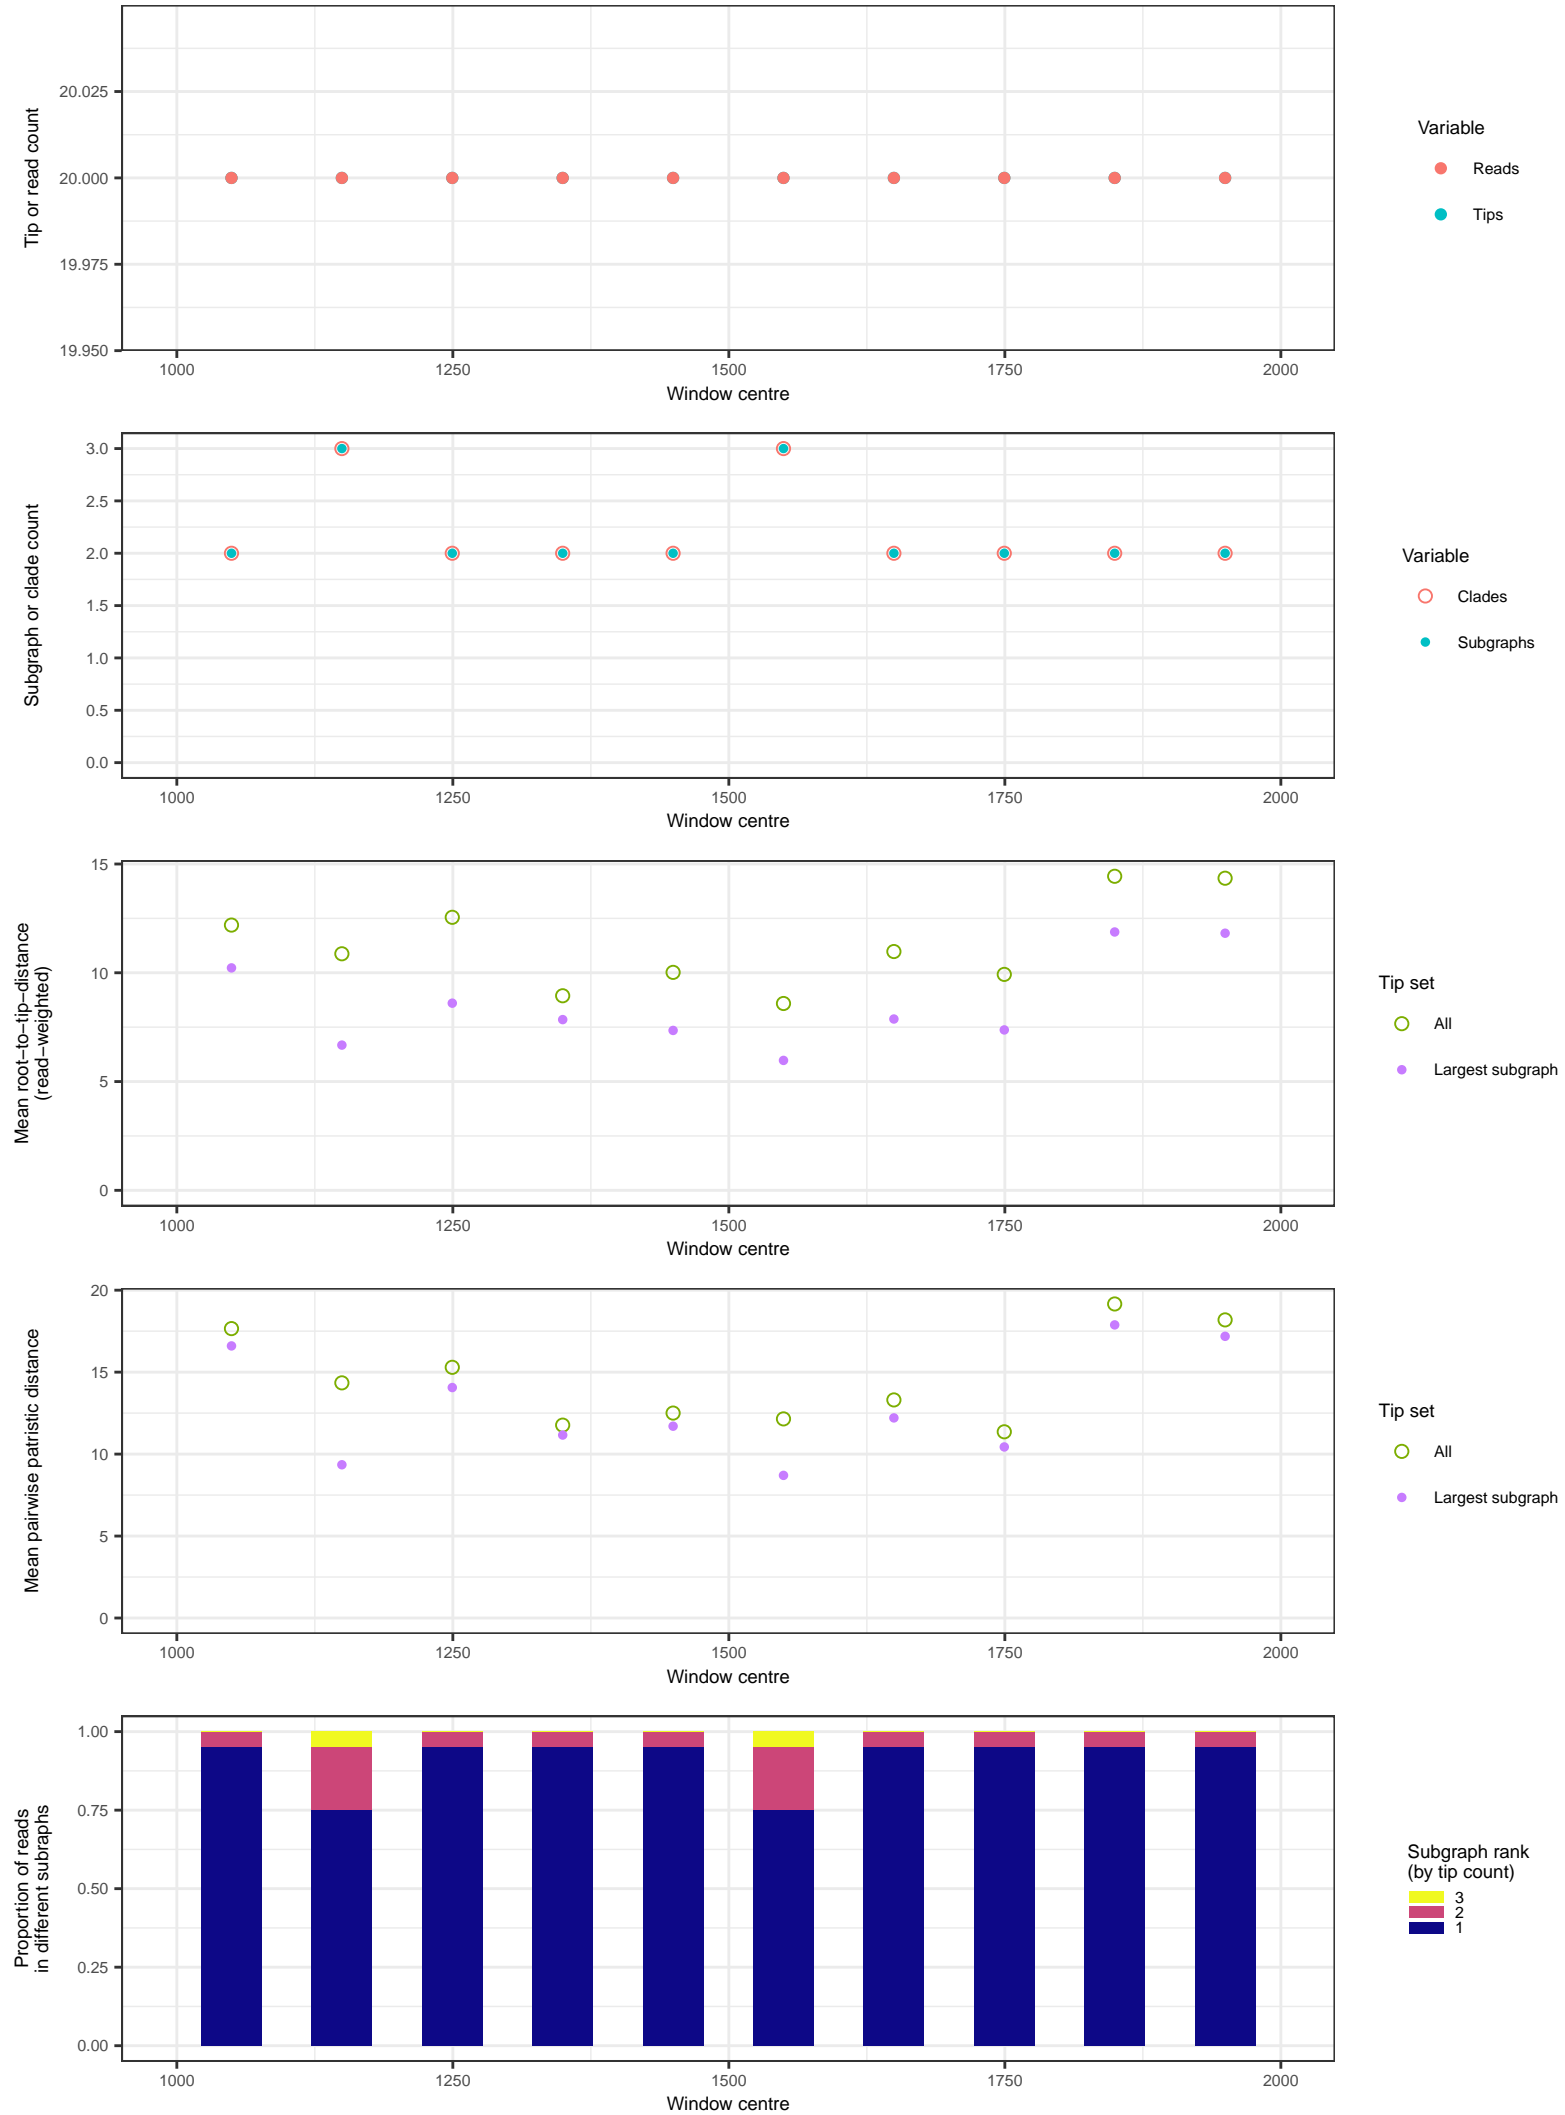 Tip or read count
20.025
20.000
19.975
19.950
1000 1250 1500 1750 2000
Window centre
Variable
Reads
Tips
Subgraph or clade count
3.0
2.5
2.0
1.5
1.0
0.5
0.0
1000 1250 1500 1750 2000
Window centre
Variable
Clades
Subgraphs
Mean root−to−tip−distance
(read−weighted)
15
10
5
0
1000 1250 1500 1750 2000
Window centre
Tip set
All
Largest subgraph
Mean pairwise patristic distance
20
15
10
5
0
1000 1250 1500 1750 2000
Window centre
Tip set
All
Largest subgraph
Proportion of reads
in different subraphs
1.00
0.75
0.50
0.25
0.00
1000 1250 1500 1750 2000
Window centre
Subgraph rank
(by tip count)
3
2
1